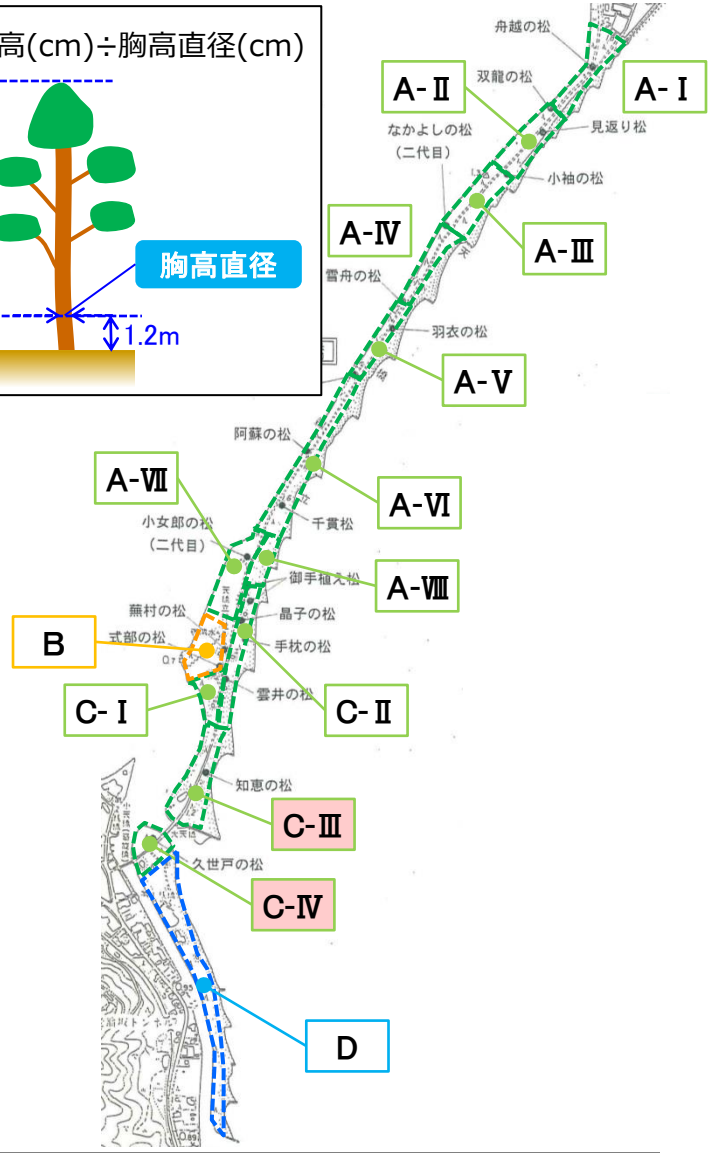 高(cm)÷胸高直径(cm)
胸高直径
1.2m
舟越の松
A-Ⅰ
A-Ⅱ
双龍の松
見返り松
なかよしの松
(二代目)
小袖の松
A-Ⅲ
A-Ⅳ
雪舟の松
羽衣の松
A-Ⅴ
阿蘇の松
A-Ⅵ
A-Ⅶ
千貫松
小女郎の松
(二代目)
御手植え松
A-Ⅷ
蕪村の松
晶子の松
B
式部の松
手枕の松
雲井の松
C-Ⅰ
C-Ⅱ
知恵の松
C-Ⅲ
久世戸の松
C-Ⅳ
D